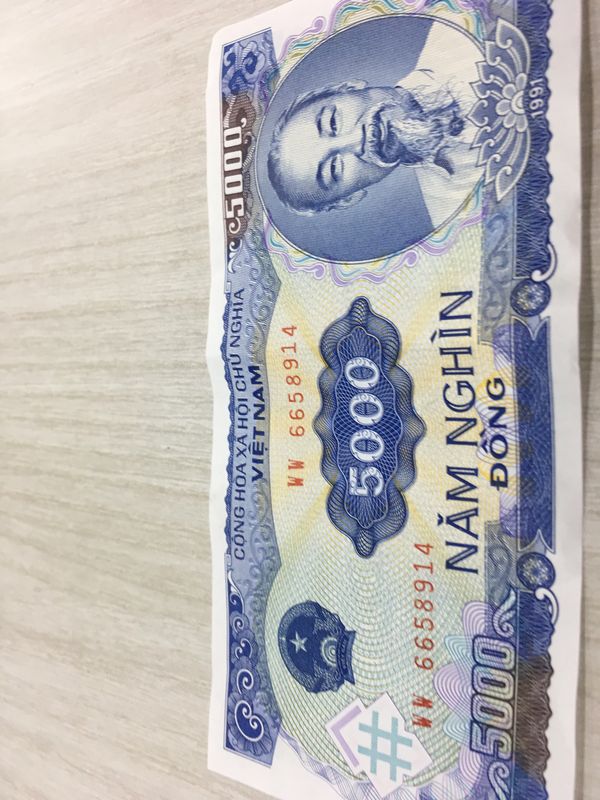 CỘNG HÒA XÃ HỘI CHỦ NGHĨA
VIỆT NAM
5000
WW 6658914
5000
WW 6658914
NĂM NGHÌN
ĐỒNG
5000
1991
#